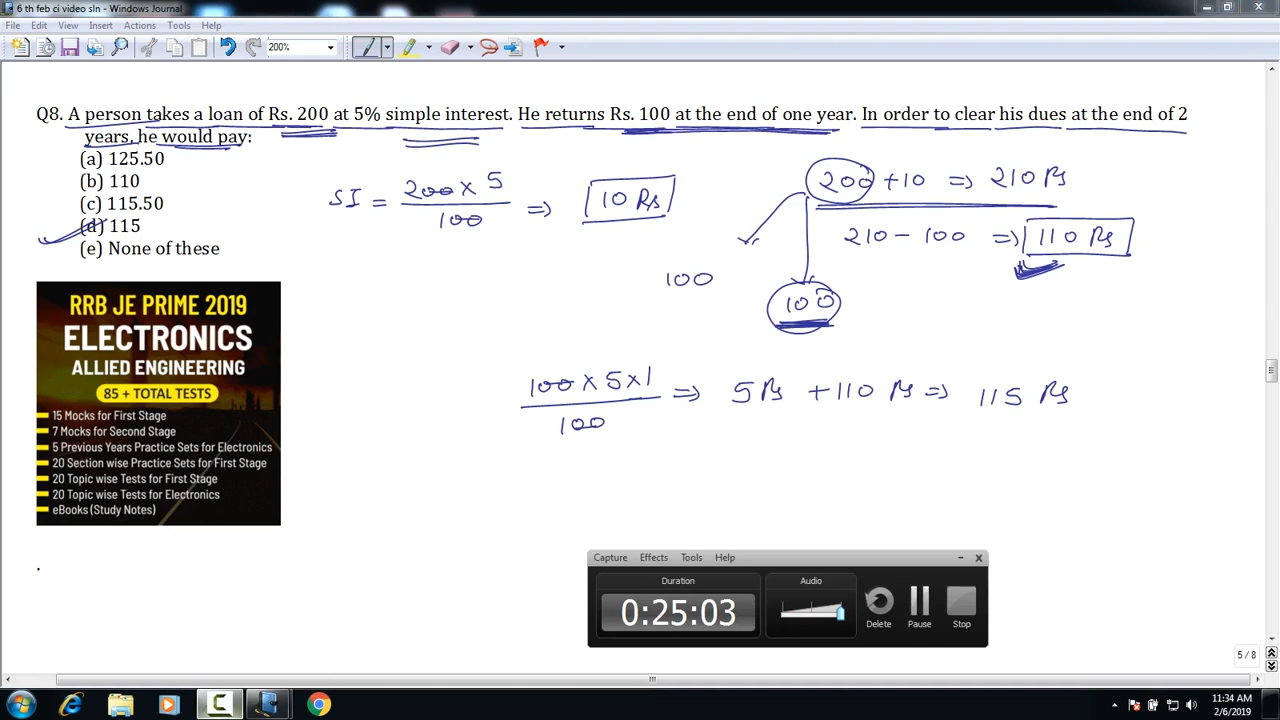 6 th feb ci video sln - Windows Journal
File Edit View Insert Actions Tools Help
200%
Q8. A person takes a loan of Rs. 200 at 5% simple interest. He returns Rs. 100 at the end of one year. In order to clear his dues at the end of 2
years, he would pay:
(a) 125.50
(b) 110
(c) 115.50
(d) 115
(e) None of these
SI = 200 × 5 / 100 ⇒ 10 Rs
200 + 10 ⇒ 210 Rs
210 - 100 ⇒ 110 Rs
100
100
100 × 5 × 1 / 100 ⇒ 5 Rs + 110 Rs ⇒ 115 Rs
RRB JE PRIME 2019
ELECTRONICS
ALLIED ENGINEERING
85 + TOTAL TESTS
15 Mocks for First Stage
7 Mocks for Second Stage
5 Previous Years Practice Sets for Electronics
20 Section wise Practice Sets for First Stage
20 Topic wise Tests for First Stage
20 Topic wise Tests for Electronics
eBooks (Study Notes)
.
Capture Effects Tools Help
Duration
Audio
0:25:03
Delete Pause Stop
5 / 8
11:34 AM
2/6/2019